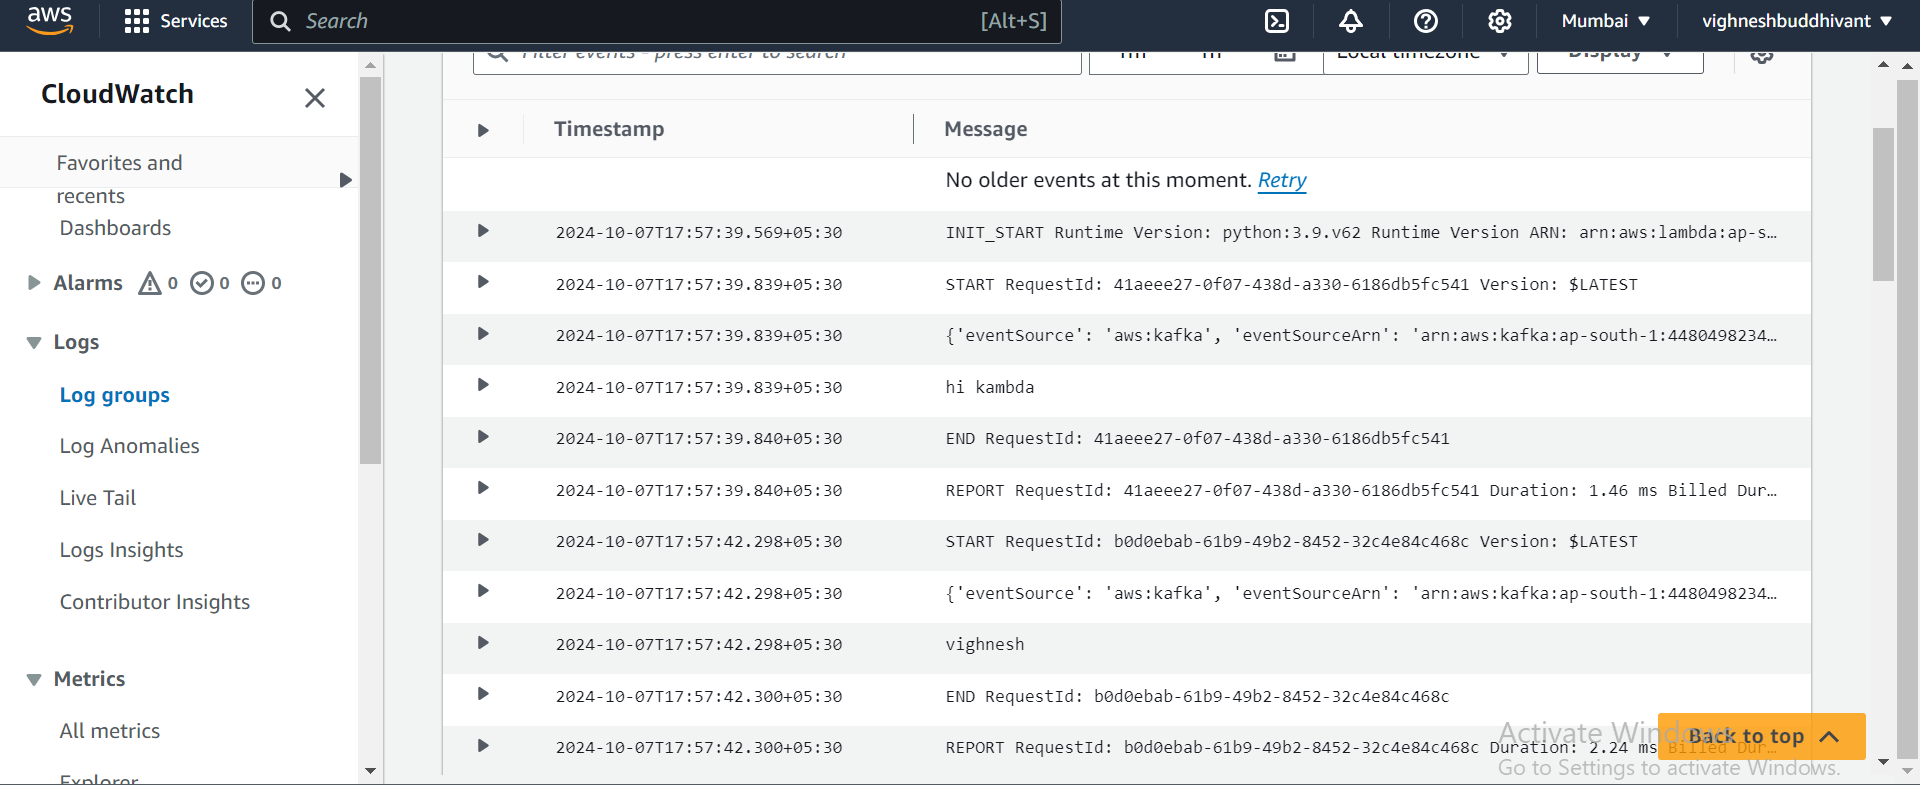 aws
Services
Search
[Alt+S]
Mumbai
vighneshbuddhivant
CloudWatch
Favorites and
recents
Dashboards
Alarms 0 0 0
Logs
Log groups
Log Anomalies
Live Tail
Logs Insights
Contributor Insights
Metrics
All metrics
Explorer
Filter events - press enter to search
1m 1h
Local timezone
Display
Timestamp Message
No older events at this moment. Retry
2024-10-07T17:57:39.569+05:30 INIT_START Runtime Version: python:3.9.v62 Runtime Version ARN: arn:aws:lambda:ap-s…
2024-10-07T17:57:39.839+05:30 START RequestId: 41aeee27-0f07-438d-a330-6186db5fc541 Version: $LATEST
2024-10-07T17:57:39.839+05:30 {'eventSource': 'aws:kafka', 'eventSourceArn': 'arn:aws:kafka:ap-south-1:4480498234…
2024-10-07T17:57:39.839+05:30 hi kambda
2024-10-07T17:57:39.840+05:30 END RequestId: 41aeee27-0f07-438d-a330-6186db5fc541
2024-10-07T17:57:39.840+05:30 REPORT RequestId: 41aeee27-0f07-438d-a330-6186db5fc541 Duration: 1.46 ms Billed Dur…
2024-10-07T17:57:42.298+05:30 START RequestId: b0d0ebab-61b9-49b2-8452-32c4e84c468c Version: $LATEST
2024-10-07T17:57:42.298+05:30 {'eventSource': 'aws:kafka', 'eventSourceArn': 'arn:aws:kafka:ap-south-1:4480498234…
2024-10-07T17:57:42.298+05:30 vighnesh
2024-10-07T17:57:42.300+05:30 END RequestId: b0d0ebab-61b9-49b2-8452-32c4e84c468c
2024-10-07T17:57:42.300+05:30 REPORT RequestId: b0d0ebab-61b9-49b2-8452-32c4e84c468c Duration: 2.24 ms Billed Dur…
Back to top
Activate Windows
Go to Settings to activate Windows.